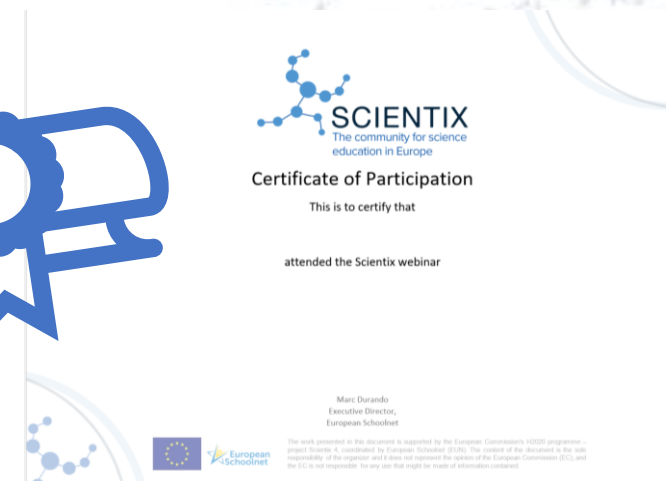 SCIENTIX
The community for science
education in Europe
Certificate of Participation
This is to certify that
attended the Scientix webinar
Marc Durando
Executive Director,
European Schoolnet
European
Schoolnet
The work presented in this document is supported by the European Commission's H2020 programme –
project Scientix 4, coordinated by European Schoolnet (EUN). The content of the document is the sole
responsibility of the organizer and it does not represent the opinion of the European Commission (EC), and
the EC is not responsible for any use that might be made of information contained.